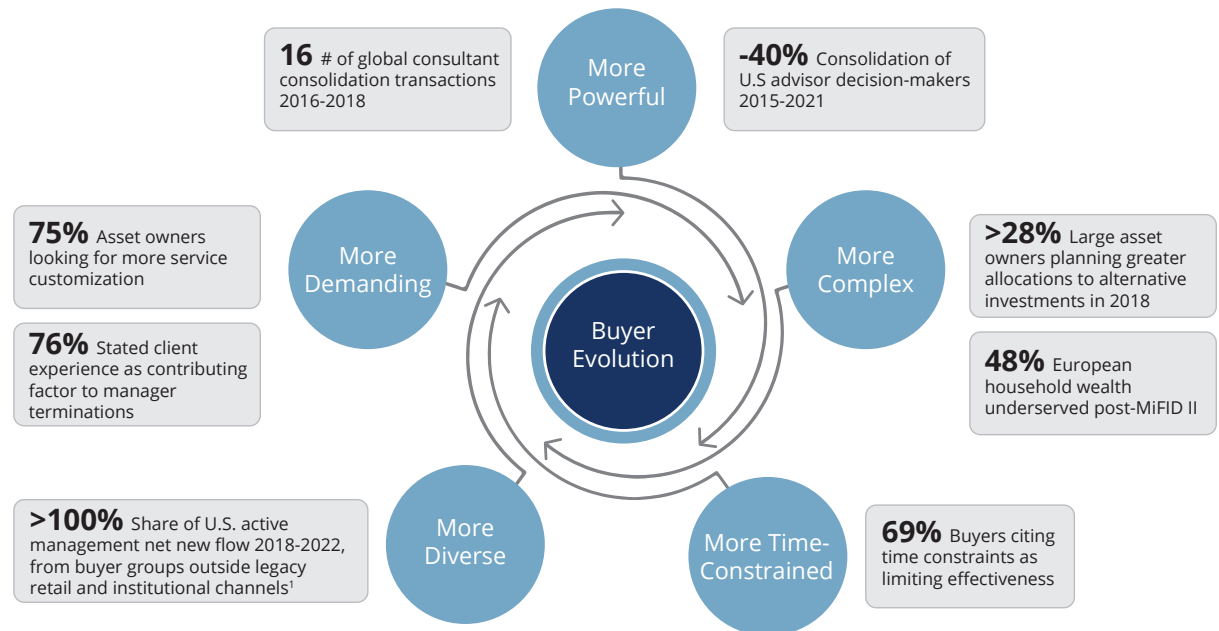 16 # of global consultant
consolidation transactions
2016-2018
More
Powerful
-40% Consolidation of
U.S advisor decision-makers
2015-2021
75% Asset owners
looking for more service
customization
More
Demanding
More
Complex
>28% Large asset
owners planning greater
allocations to alternative
investments in 2018
76% Stated client
experience as contributing
factor to manager
terminations
Buyer
Evolution
48% European
household wealth
underserved post-MiFID II
>100% Share of U.S. active
management net new flow 2018-2022,
from buyer groups outside legacy
retail and institutional channels¹
More
Diverse
More Time-
Constrained
69% Buyers citing
time constraints as
limiting effectiveness